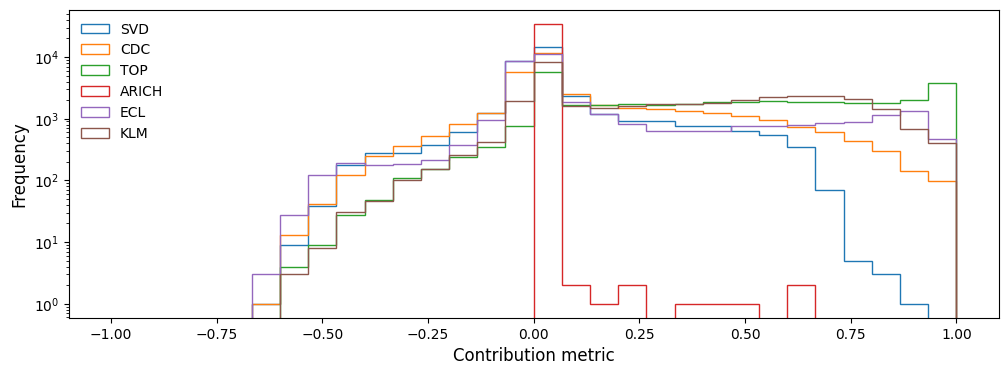 SVD
CDC
TOP
ARICH
ECL
KLM
Frequency
10⁴
10³
10²
10¹
10⁰
−1.00 −0.75 −0.50 −0.25 0.00 0.25 0.50 0.75 1.00
Contribution metric